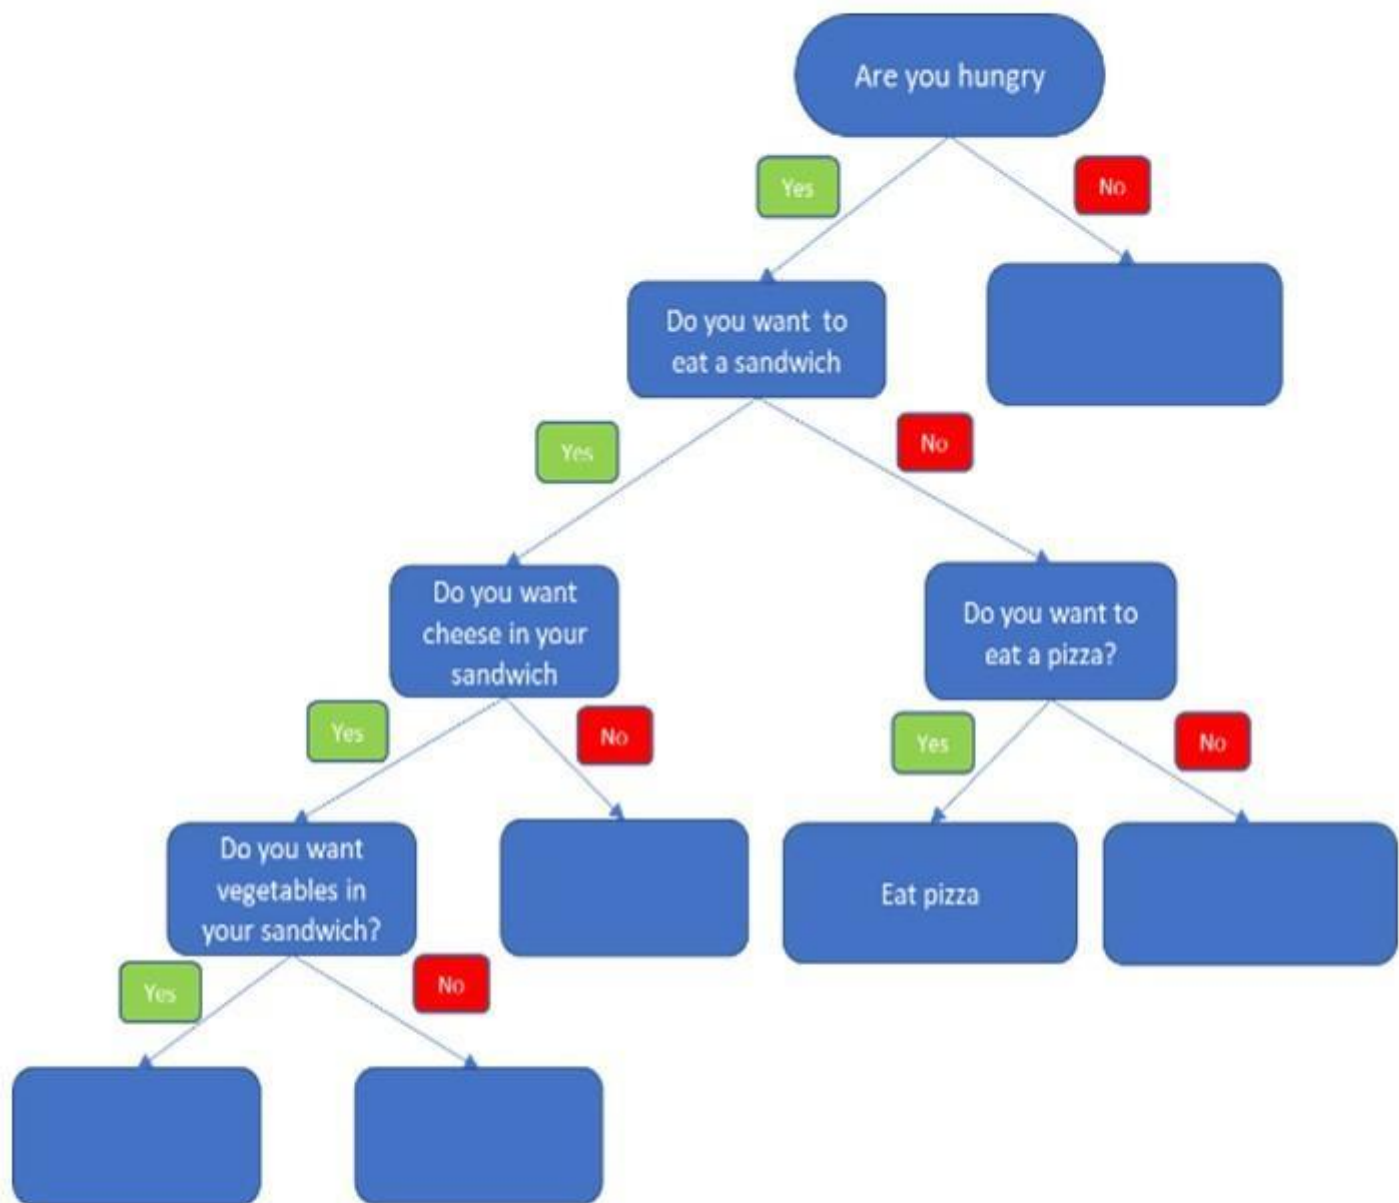 Are you hungry
Yes
No
Do you want to
eat a sandwich
Yes
No
Do you want
cheese in your
sandwich
Do you want to
eat a pizza?
Yes
No
Yes
No
Do you want
vegetables in
your sandwich?
Eat pizza
Yes
No